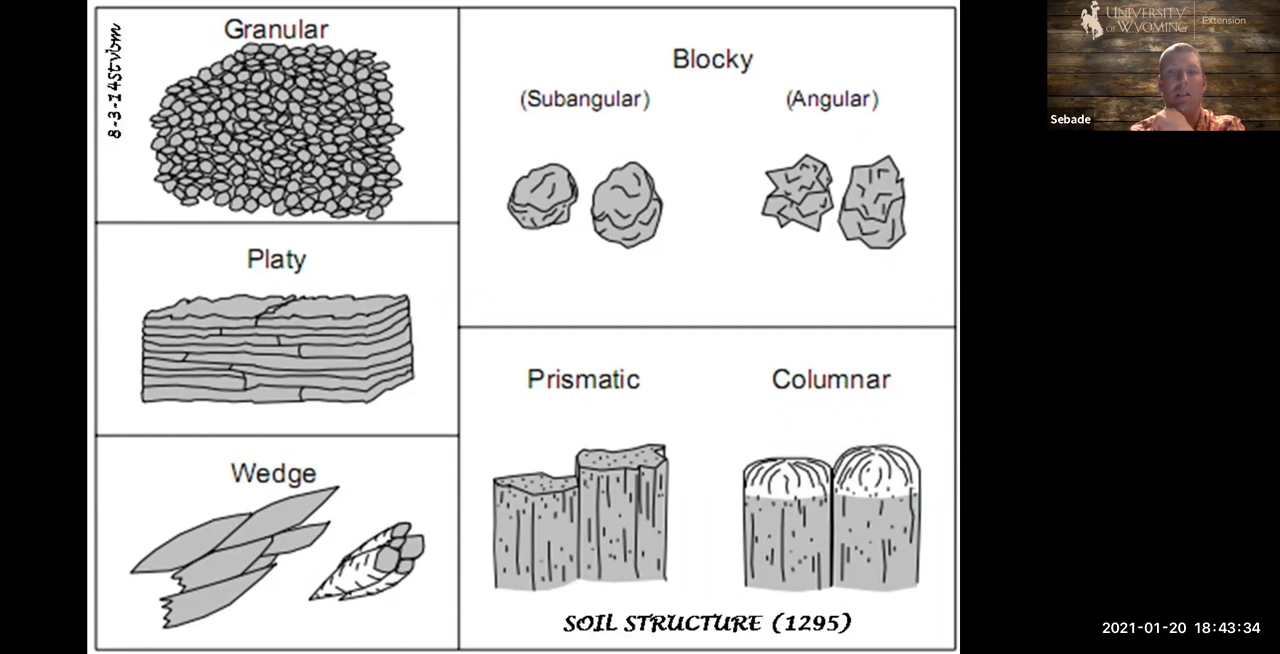 8-3-14Stvbm
Granular
Blocky
(Subangular)
(Angular)
Platy
Prismatic
Columnar
Wedge
SOIL STRUCTURE (1295)
UNIVERSITY
OF WYOMING
Extension
Sebade
2021-01-20 18:43:34